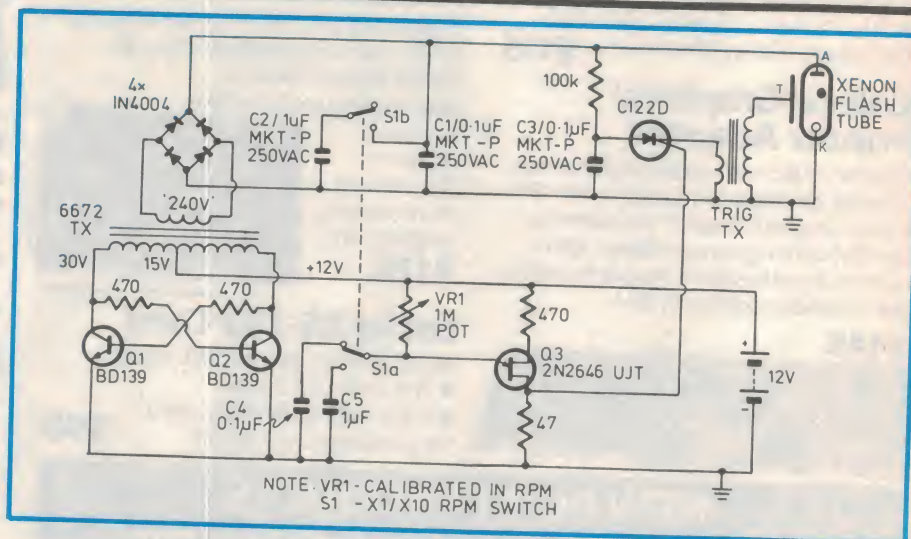 4x
IN4004
C2/1uF
MKT-P
250VAC
S1b
C1/0·1uF
MKT-P
250VAC
100k
C3/0·1µF
MKT-P
250VAC
C122D
A
T
K
XENON
FLASH
TUBE
TRIG
TX
'240V'
6672
TX
30V
15V
+12V
470
470
Q1
BD139
Q2
BD139
VR1
1M
POT
S1a
C4
0·1µF
C5
1µF
470
Q3
2N2646 UJT
47
+
12V
-
NOTE. VR1 - CALIBRATED IN RPM
S1 - X1/X10 RPM SWITCH